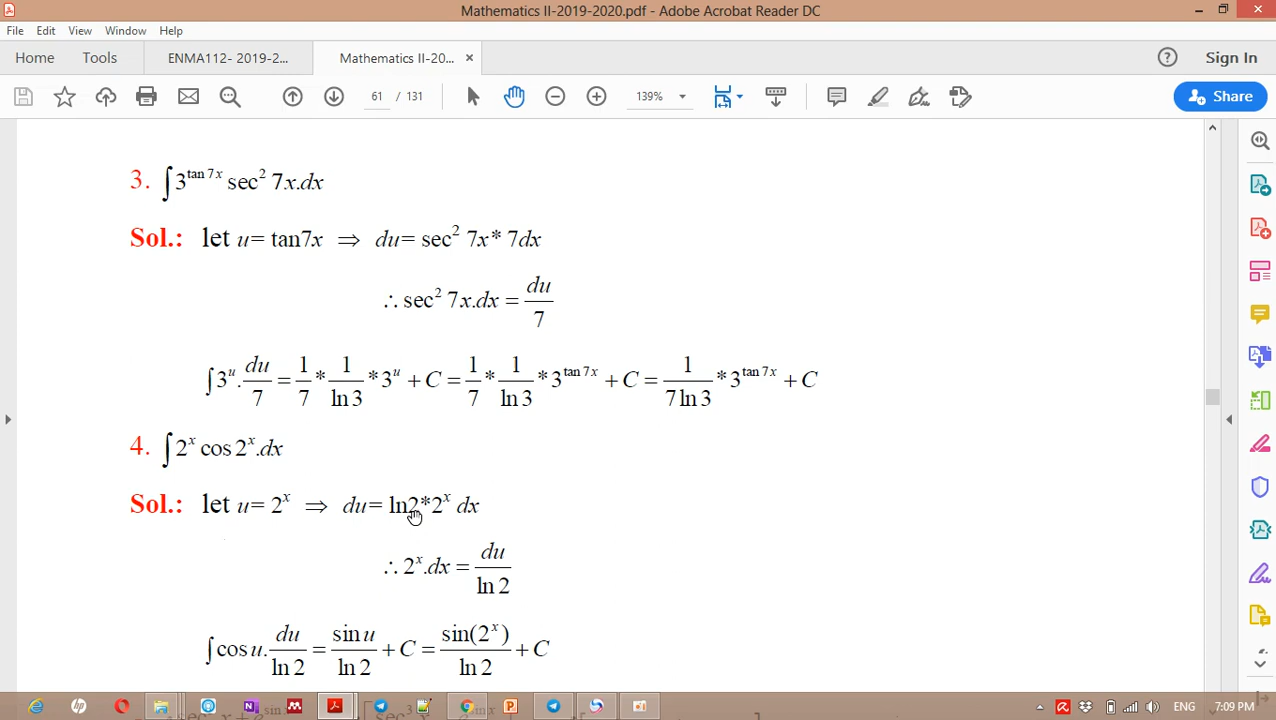 Mathematics II-2019-2020.pdf - Adobe Acrobat Reader DC
File Edit View Window Help
Home Tools ENMA112- 2019-2... Mathematics II-20... × Sign In
61 / 131 139% Share
3. ∫3^{tan 7x} sec² 7x.dx
Sol.: let u= tan7x ⇒ du= sec² 7x* 7dx
∴ sec² 7x.dx = du/7
∫3^u . du/7 = 1/7 * 1/ln 3 * 3^u + C = 1/7 * 1/ln 3 * 3^{tan 7x} + C = 1/(7 ln 3) * 3^{tan 7x} + C
4. ∫2^x cos 2^x .dx
Sol.: let u= 2^x ⇒ du= ln2*2^x dx
∴ 2^x .dx = du/ln 2
∫cos u. du/ln 2 = sin u/ln 2 + C = sin(2^x)/ln 2 + C
ENG 7:09 PM